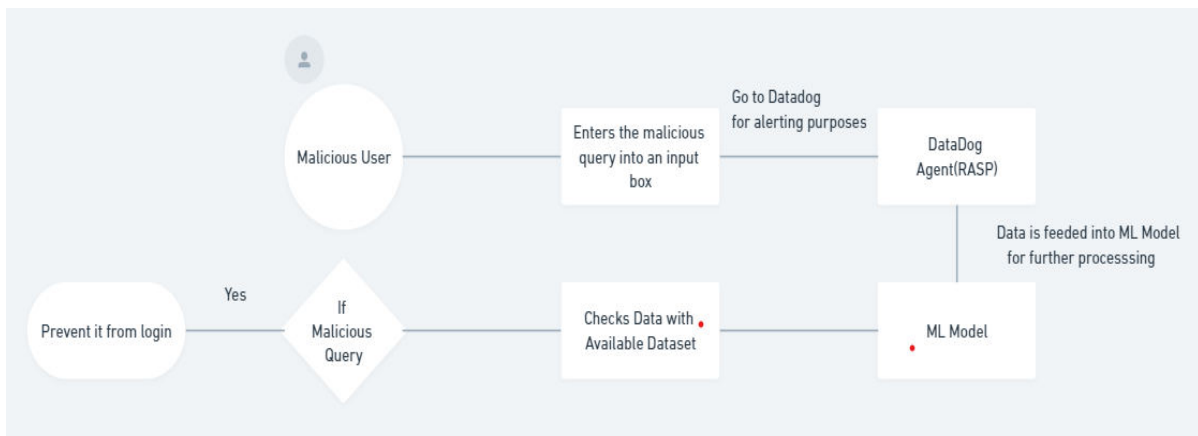 Malicious User
Enters the malicious
query into an input
box
Go to Datadog
for alerting purposes
DataDog
Agent(RASP)
Data is feeded into ML Model
for further processsing
ML Model
Checks Data with
Available Dataset
If
Malicious
Query
Yes
Prevent it from login